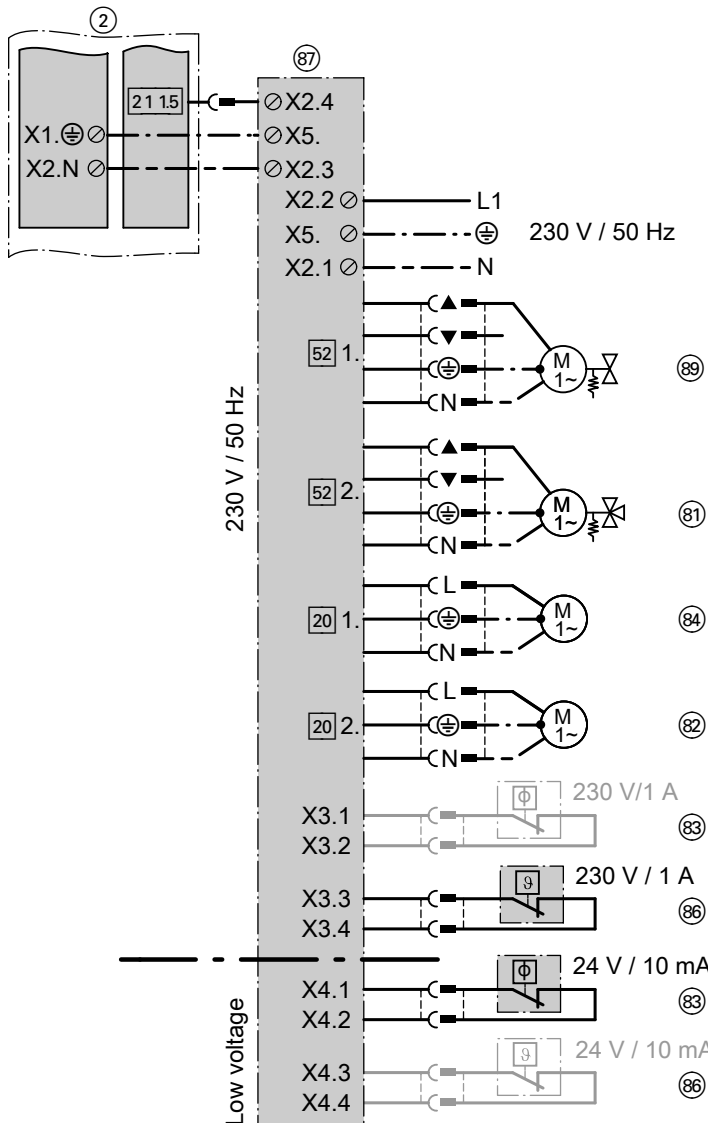 2
87
211.5
X2.4
X1.
X5.
X2.N
X2.3
X2.2
L1
X5.
230 V / 50 Hz
X2.1
N
230 V / 50 Hz
52 1.
▲
▼
N
M
1~
89
52 2.
▲
▼
N
M
1~
81
20 1.
L
N
M
1~
84
20 2.
L
N
M
1~
82
X3.1
X3.2
ϕ
230 V/1 A
83
X3.3
X3.4
ϑ
230 V / 1 A
86
Low voltage
X4.1
X4.2
ϕ
24 V / 10 mA
83
X4.3
X4.4
ϑ
24 V / 10 mA
86